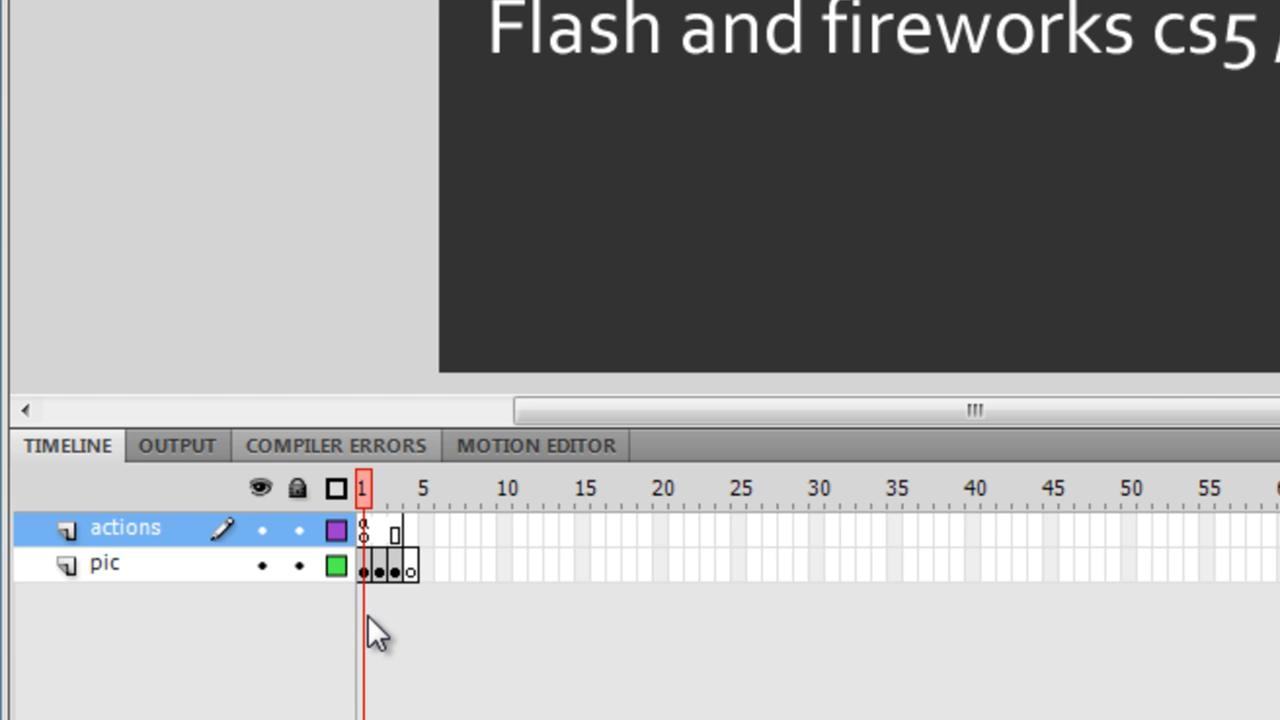 Flash and fireworks cs5
TIMELINE OUTPUT COMPILER ERRORS MOTION EDITOR
1 5 10 15 20 25 30 35 40 45 50 55
actions
pic